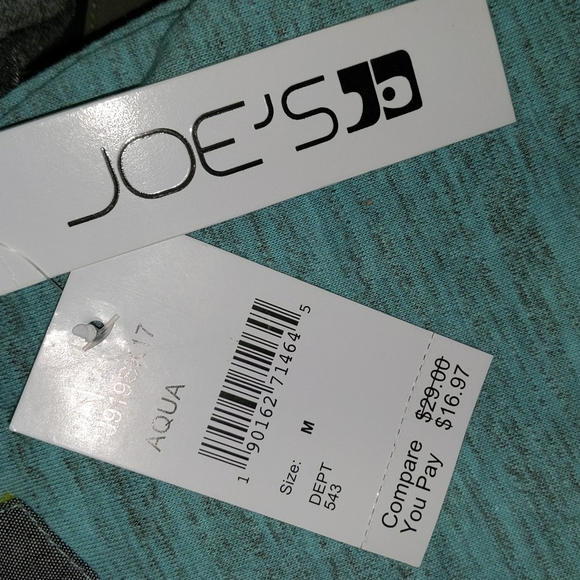 JOE'S
AQUA
1 90162 71464 5
Size: M
DEPT
543
Compare $29.00
You Pay $16.97